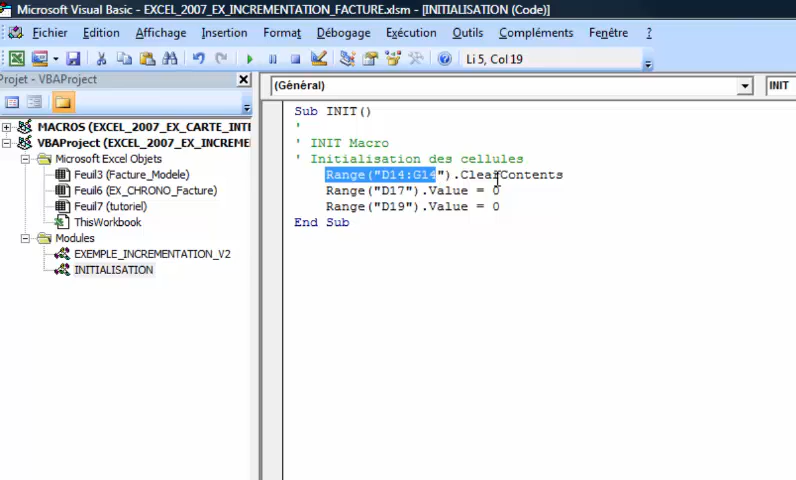 Microsoft Visual Basic - EXCEL_2007_EX_INCREMENTATION_FACTURE.xlsm - [INITIALISATION (Code)]
Fichier Edition Affichage Insertion Format Débogage Exécution Outils Compléments Fenêtre ?
Li 5, Col 19
Projet - VBAProject
MACROS (EXCEL_2007_EX_CARTE_INTI
VBAProject (EXCEL_2007_EX_INCREME
Microsoft Excel Objets
Feuil3 (Facture_Modele)
Feuil6 (EX_CHRONO_Facture)
Feuil7 (tutoriel)
ThisWorkbook
Modules
EXEMPLE_INCREMENTATION_V2
INITIALISATION
(Général)
INIT
Sub INIT()
'
' INIT Macro
' Initialisation des cellules
Range("D14:G14").ClearContents
Range("D17").Value = 0
Range("D19").Value = 0
End Sub